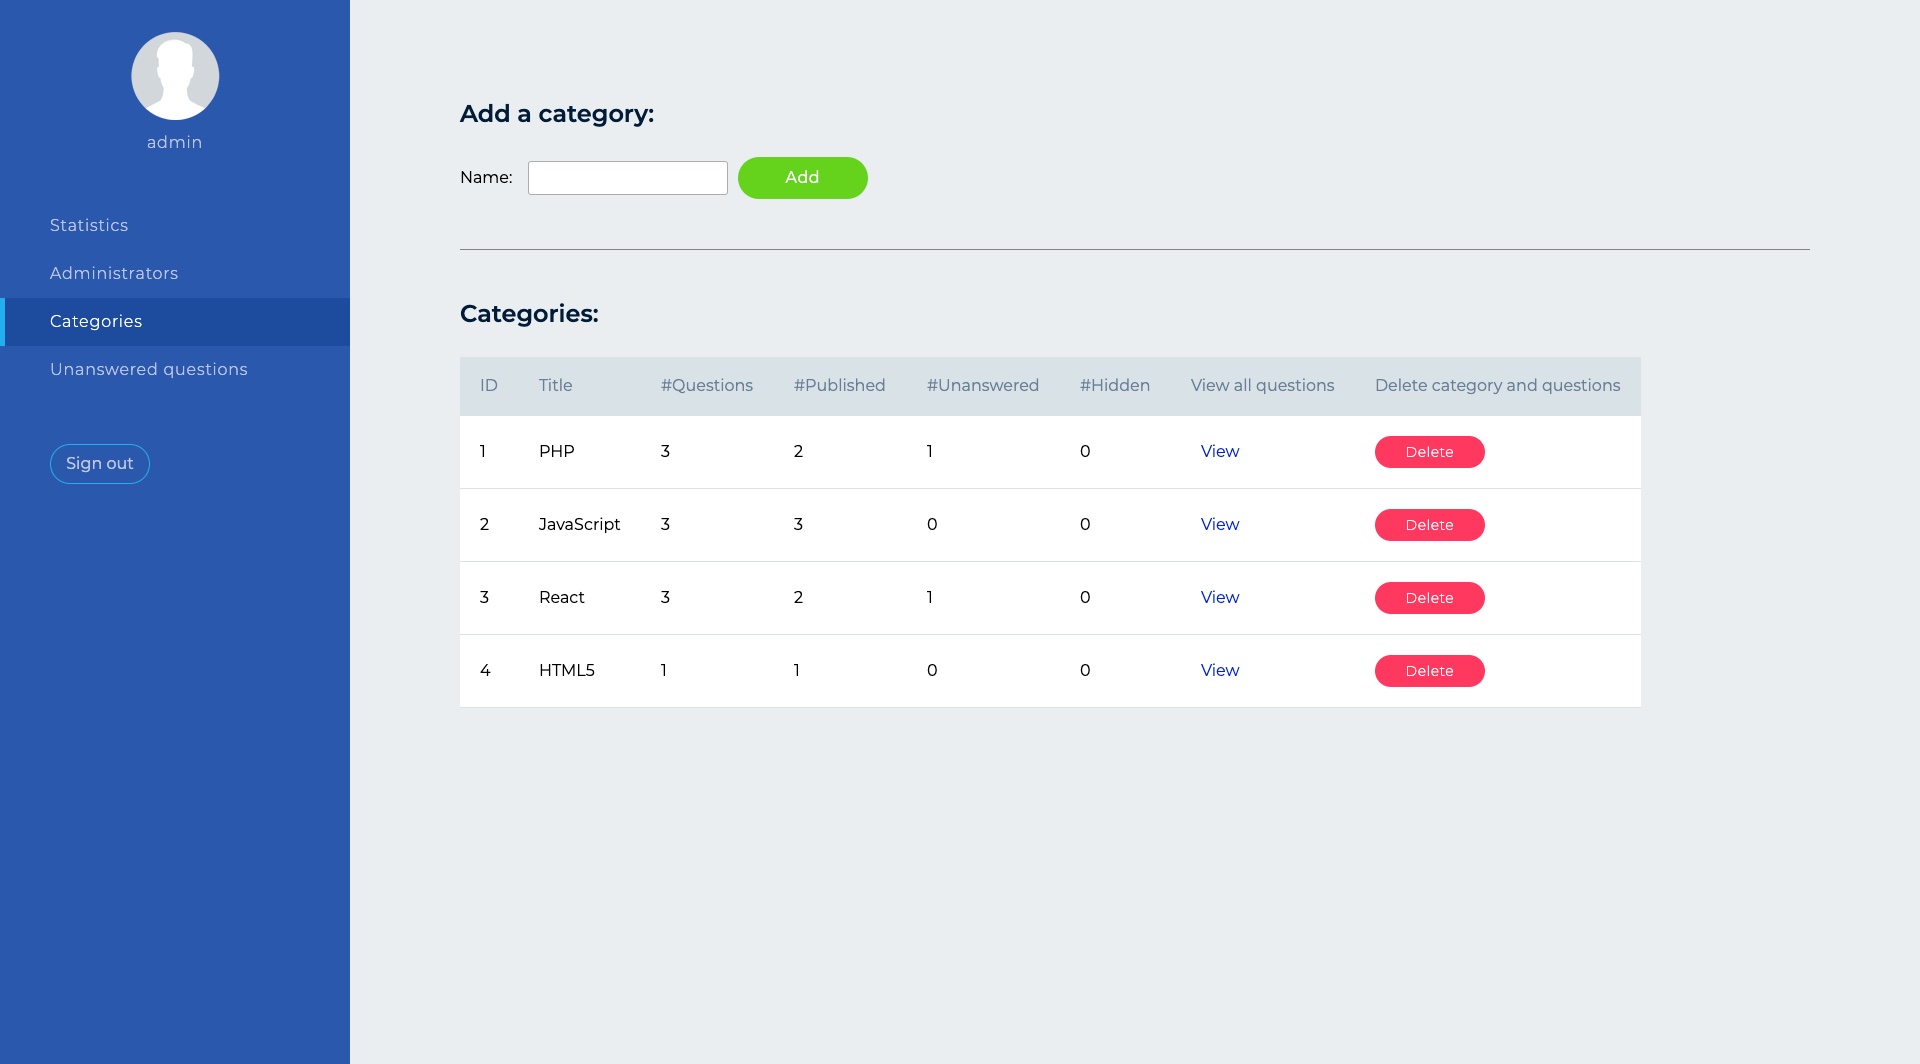 admin
Statistics
Administrators
Categories
Unanswered questions
Sign out
Add a category:
Name: Add
Categories:
ID Title #Questions #Published #Unanswered #Hidden View all questions Delete category and questions
1 PHP 3 2 1 0 View Delete
2 JavaScript 3 3 0 0 View Delete
3 React 3 2 1 0 View Delete
4 HTML5 1 1 0 0 View Delete